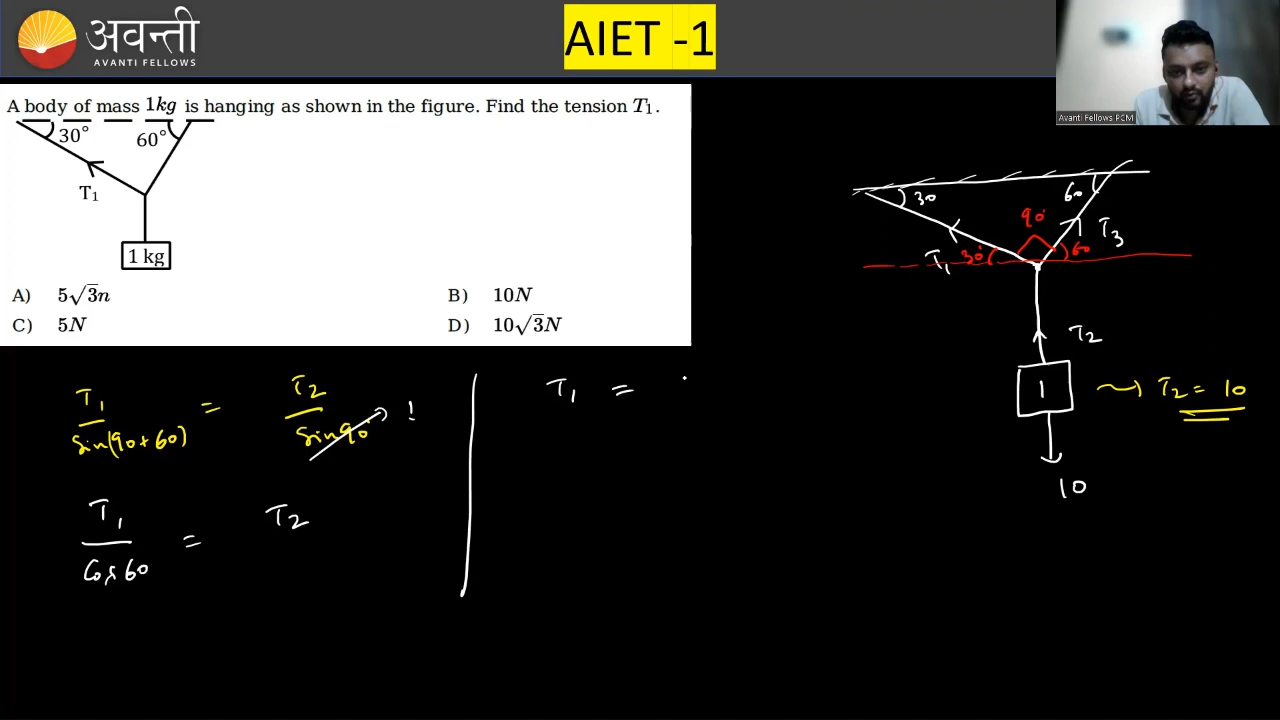 अवन्ती
AVANTI FELLOWS
AIET -1
Avanti Fellows PCM
A body of mass 1kg is hanging as shown in the figure. Find the tension T₁.
30° 60°
T₁
1 kg
A) 5√3n
B) 10N
C) 5N
D) 10√3N
30 60
90°
T₁ 30° 60 T₃
T₂
1 T₂ = 10
10
T₁/sin(90+60) = T₂/sin90 1
T₁/Cos60 = T₂
T₁ =